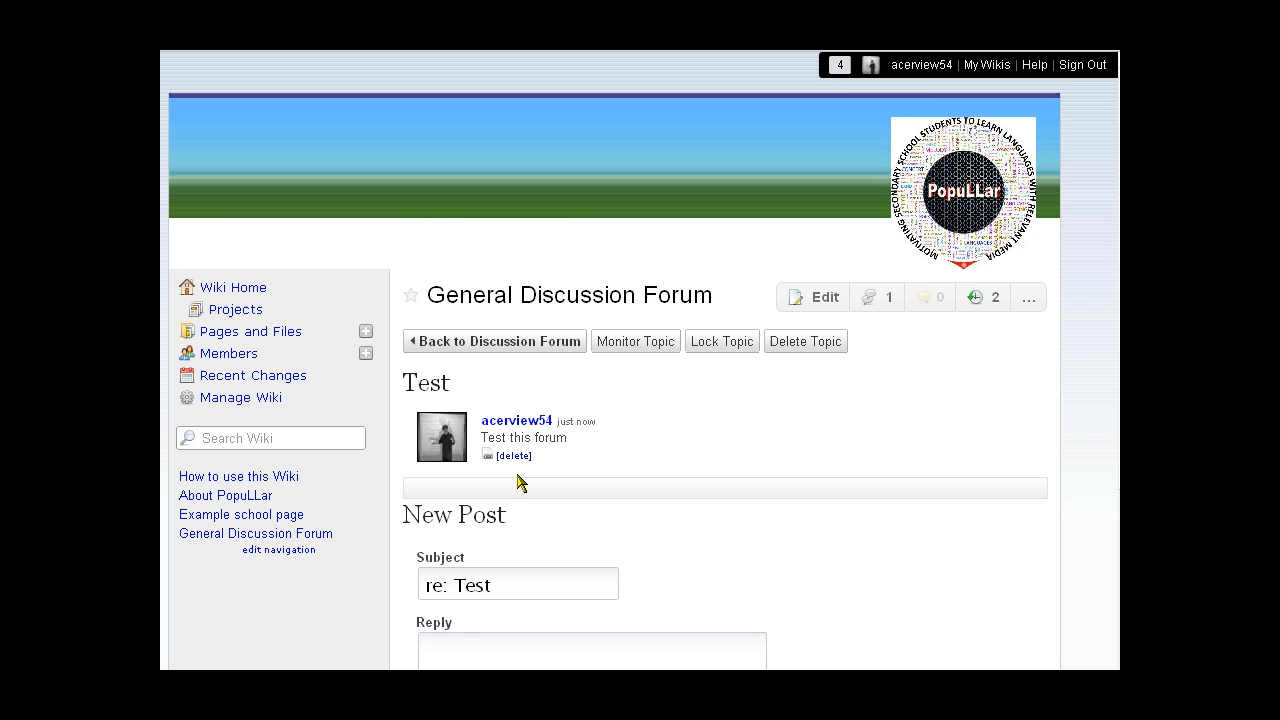 4 acerview54 | My Wikis | Help | Sign Out
MOTIVATING SECONDARY SCHOOL STUDENTS TO LEARN LANGUAGES WITH RELEVANT MEDIA
PopuLLar
Wiki Home
Projects
Pages and Files
Members
Recent Changes
Manage Wiki
Search Wiki
How to use this Wiki
About PopuLLar
Example school page
General Discussion Forum
edit navigation
General Discussion Forum
Edit 1 0 2 ...
Back to Discussion Forum Monitor Topic Lock Topic Delete Topic
Test
acerview54 just now
Test this forum
[delete]
New Post
Subject
re: Test
Reply